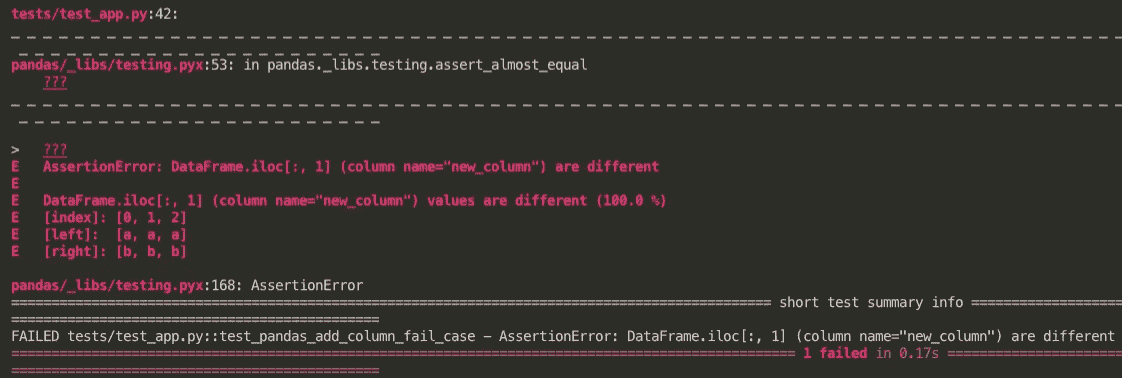 tests/test_app.py:42:
_ _ _ _ _ _ _ _ _ _ _ _ _ _ _ _ _ _ _ _ _ _ _ _ _ _ _ _ _ _ _ _ _ _ _ _ _ _ _ _ _ _ _ _ _ _ _ _ _ _ _ _ _ _ _ _ _ _ _ _ _ _ _ _ _ _ _ _ _ _
_ _ _ _ _ _ _ _ _ _ _ _ _ _ _ _ _ _ _ _ _ _ _
pandas/_libs/testing.pyx:53: in pandas._libs.testing.assert_almost_equal
???
_ _ _ _ _ _ _ _ _ _ _ _ _ _ _ _ _ _ _ _ _ _ _ _ _ _ _ _ _ _ _ _ _ _ _ _ _ _ _ _ _ _ _ _ _ _ _ _ _ _ _ _ _ _ _ _ _ _ _ _ _ _ _ _ _ _ _ _ _ _
_ _ _ _ _ _ _ _ _ _ _ _ _ _ _ _ _ _ _ _ _ _ _
> ???
E AssertionError: DataFrame.iloc[:, 1] (column name="new_column") are different
E
E DataFrame.iloc[:, 1] (column name="new_column") values are different (100.0 %)
E [index]: [0, 1, 2]
E [left]: [a, a, a]
E [right]: [b, b, b]
pandas/_libs/testing.pyx:168: AssertionError
=============================================================================================== short test summary info ===================
==============================================
FAILED tests/test_app.py::test_pandas_add_column_fail_case – AssertionError: DataFrame.iloc[:, 1] (column name="new_column") are different
================================================================================================== 1 failed in 0.17s ======================
==============================================